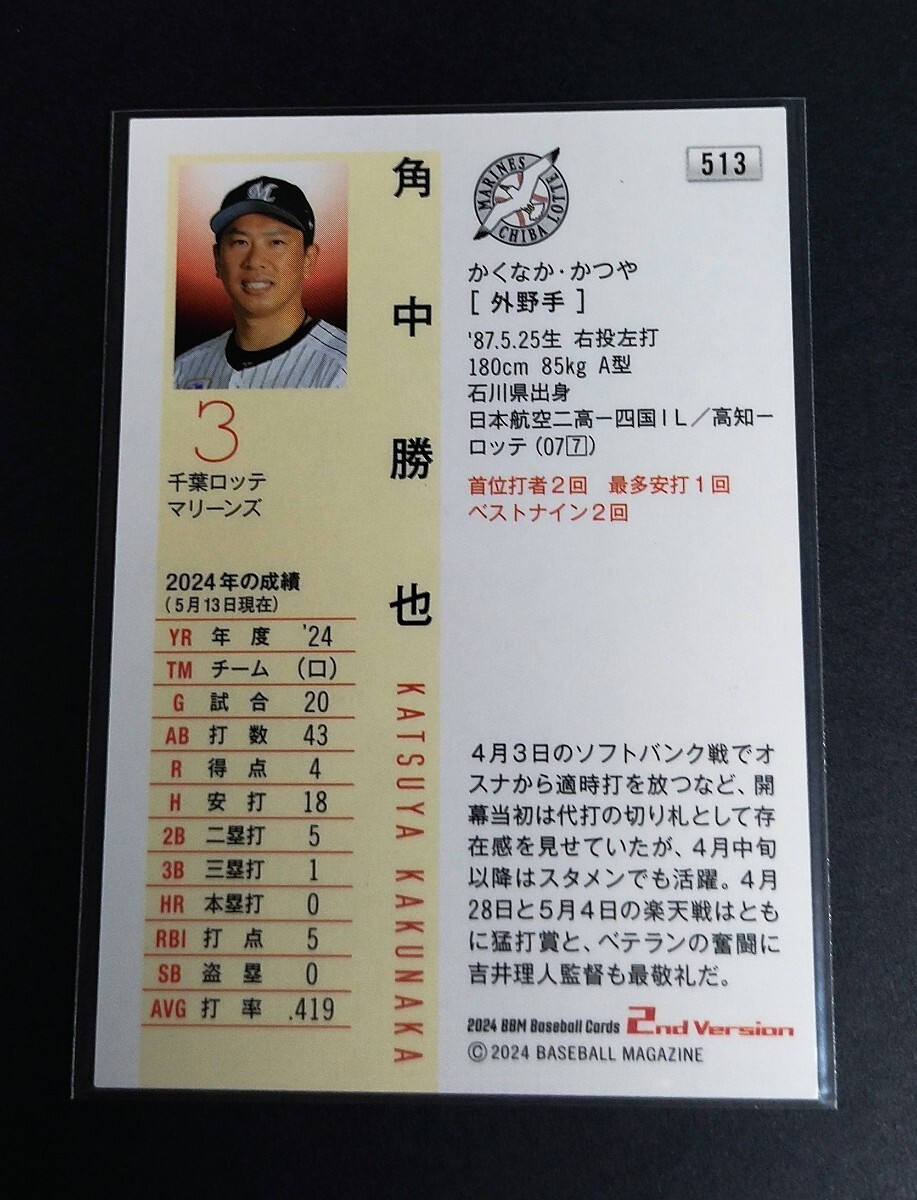 513
MARINES
CHIBA LOTTE
M
角中勝也
KATSUYA KAKUNAKA
3
千葉ロッテ
マリーンズ
2024年の成績
(5月13日現在)
YR 年度 '24
TM チーム (ロ)
G 試合 20
AB 打数 43
R 得点 4
H 安打 18
2B 二塁打 5
3B 三塁打 1
HR 本塁打 0
RBI 打点 5
SB 盗塁 0
AVG 打率 .419
かくなか・かつや
[ 外野手 ]
'87.5.25生 右投左打
180cm 85kg A型
石川県出身
日本航空二高―四国IL／高知―
ロッテ(07[7])
首位打者2回 最多安打1回
ベストナイン2回
4月3日のソフトバンク戦でオ
スナから適時打を放つなど、開
幕当初は代打の切り札として存
在感を見せていたが、4月中旬
以降はスタメンでも活躍。4月
28日と5月4日の楽天戦はとも
に猛打賞と、ベテランの奮闘に
吉井理人監督も最敬礼だ。
2024 BBM Baseball Cards 2nd Version
©2024 BASEBALL MAGAZINE